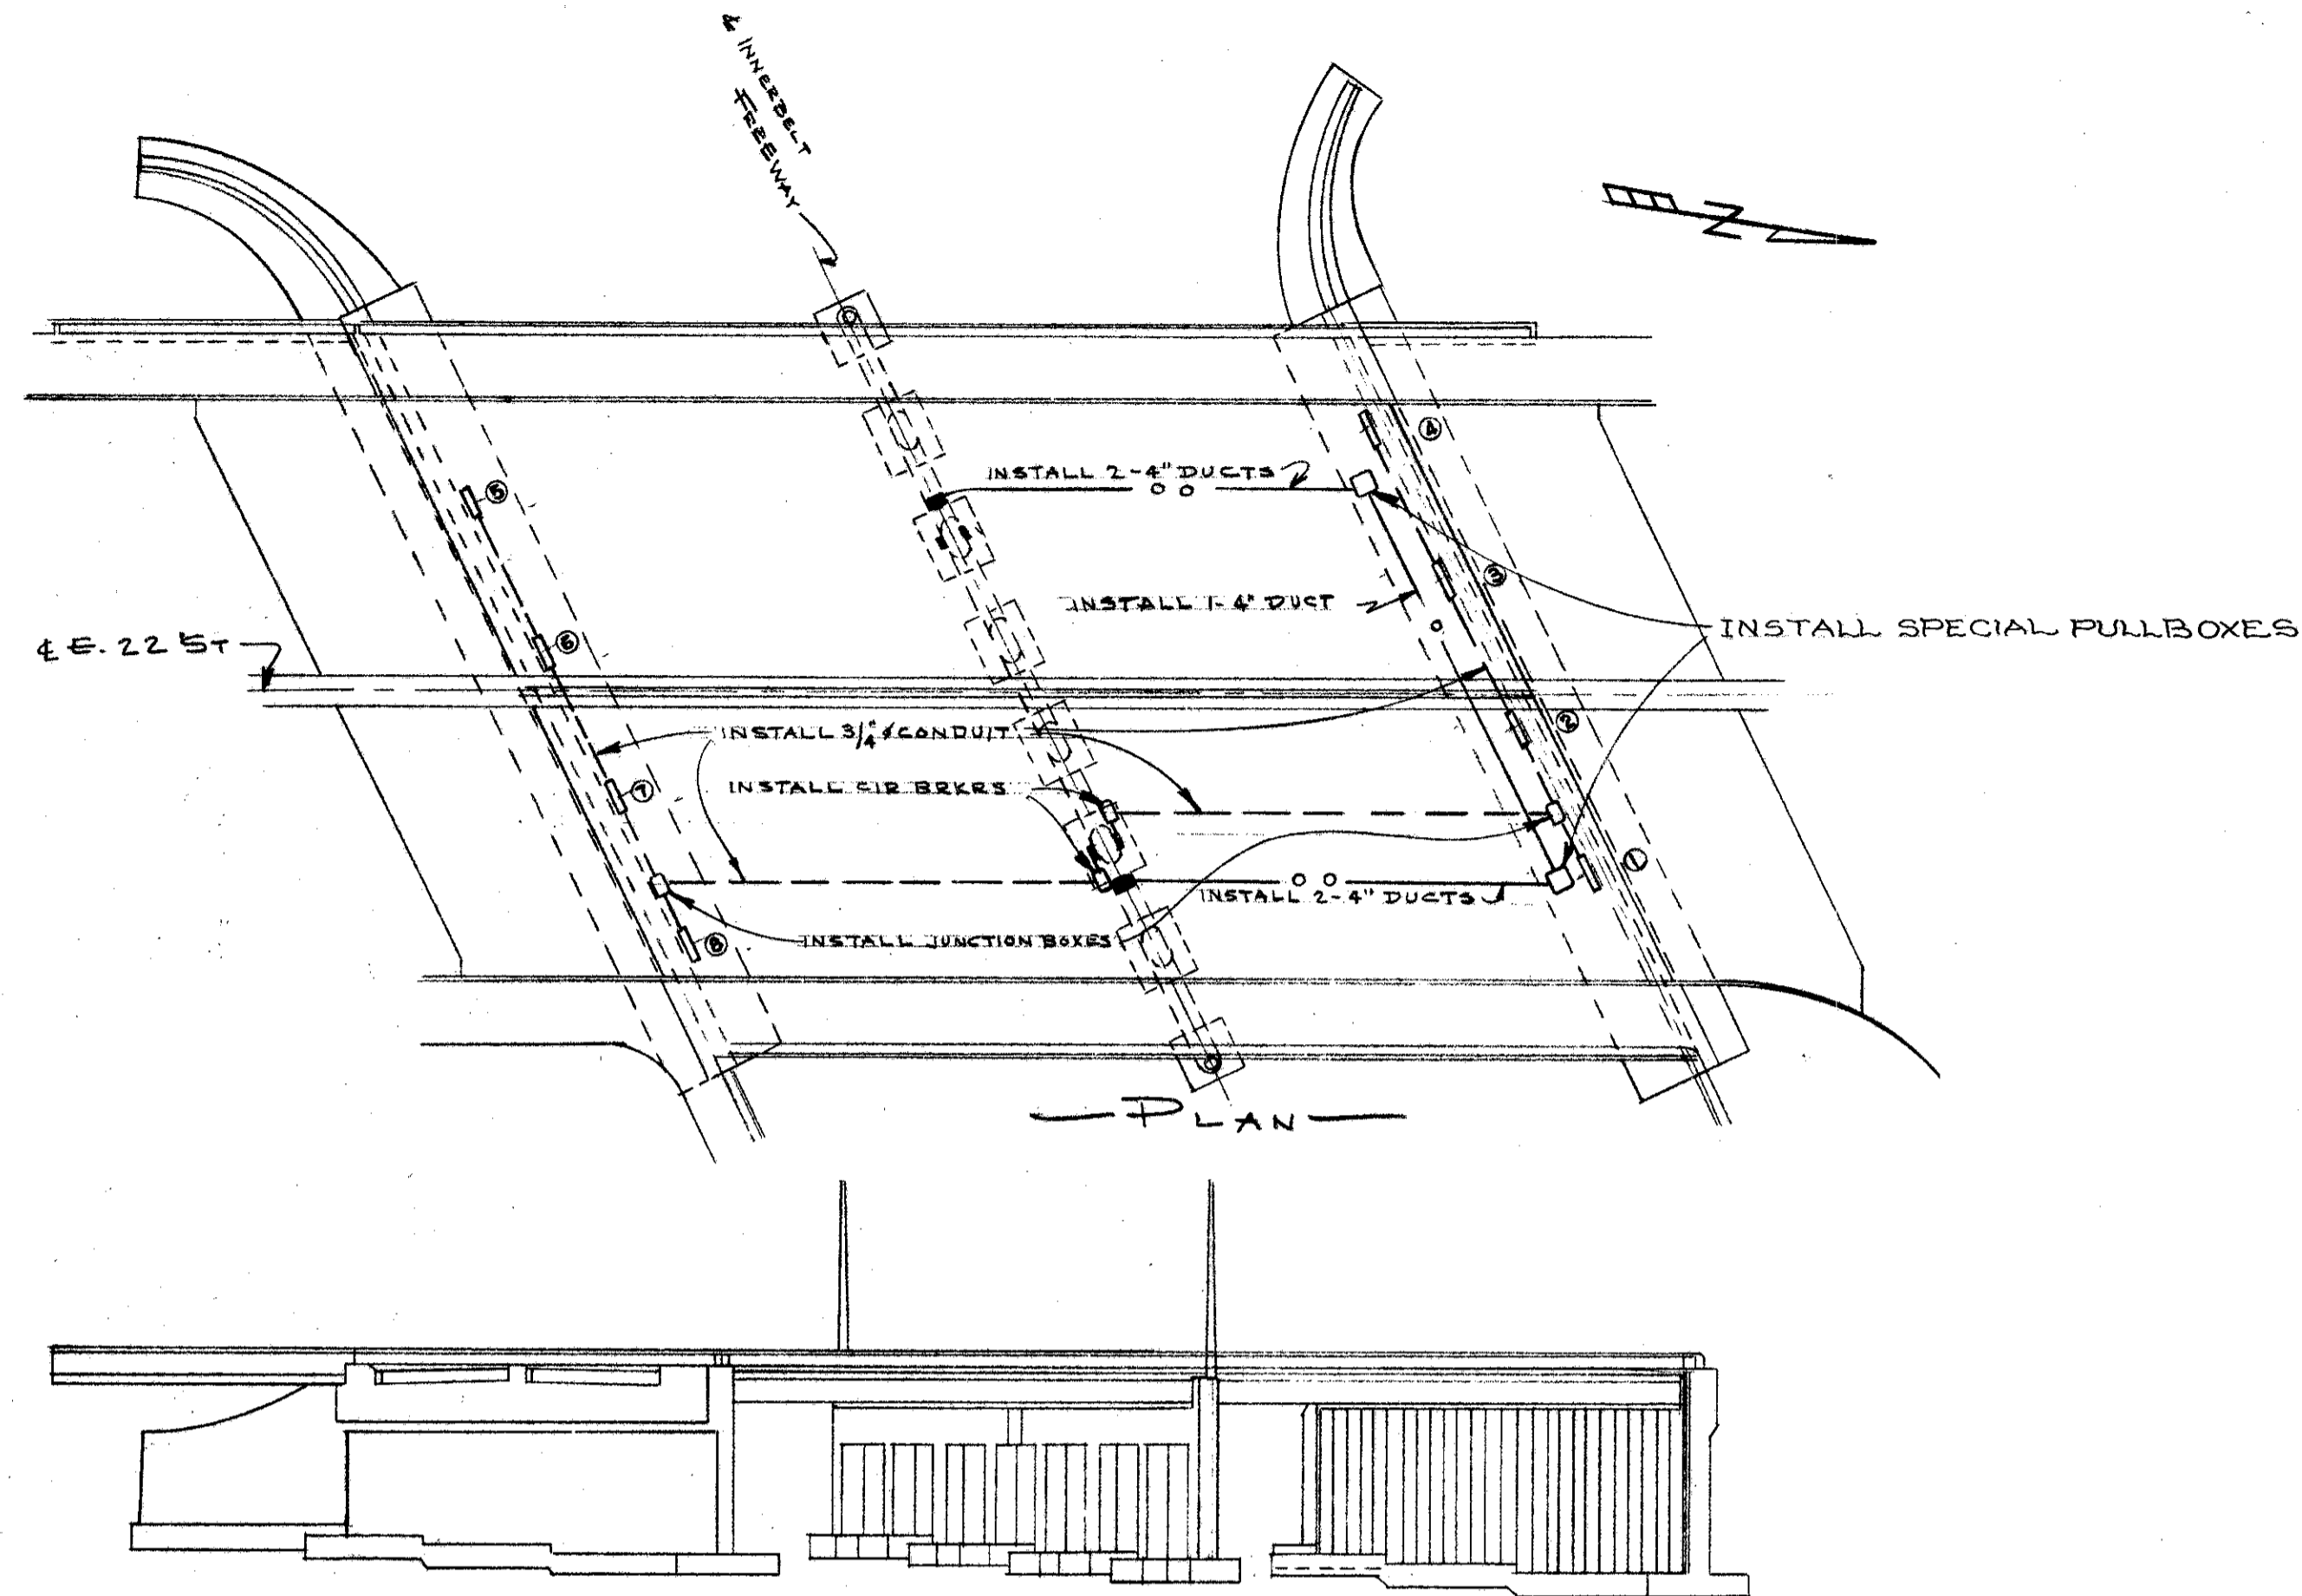 ℄ INNERBELT
FREEWAY
N
④
INSTALL 2-4" DUCTS
⑤
③
INSTALL 1-4" DUCT
INSTALL SPECIAL PULLBOXES
℄ E. 22 ST
⑥
②
INSTALL 3/4"⌀ CONDUIT
INSTALL CIR BRKRS
⑦
①
INSTALL 2-4" DUCTS
INSTALL JUNCTION BOXES
⑧
PLAN